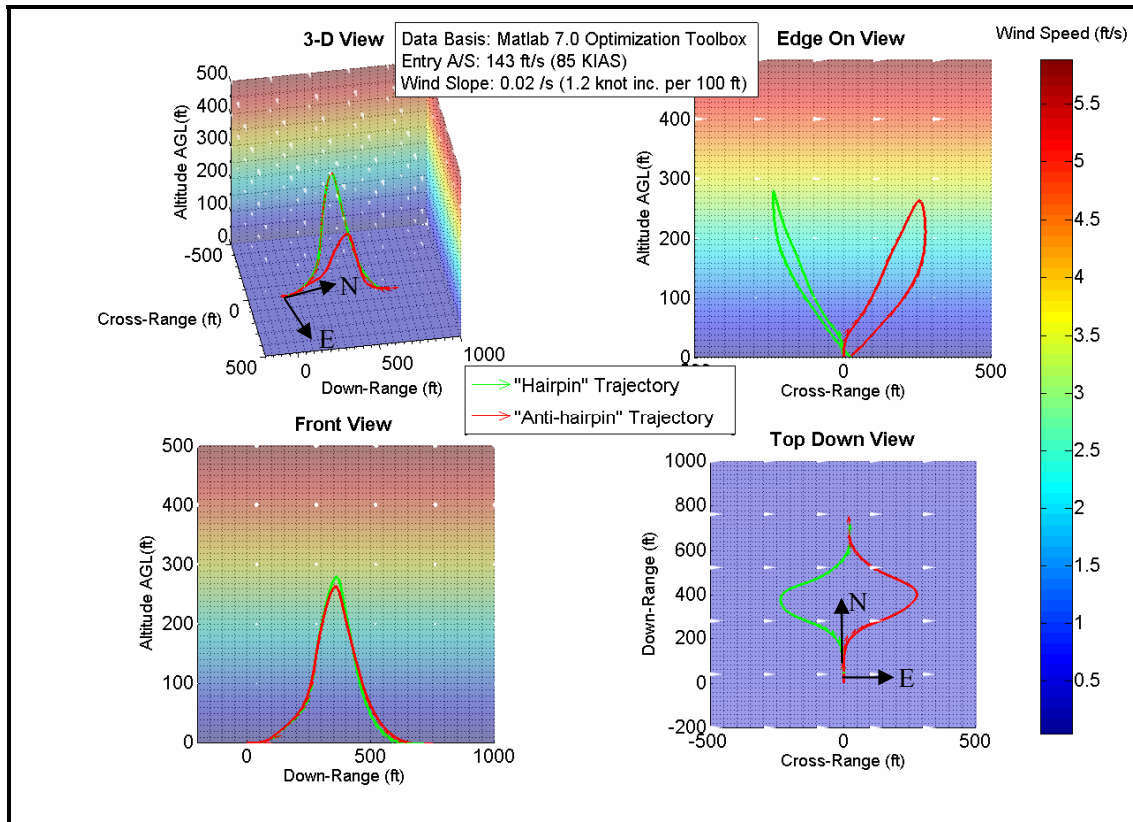 3-D View
Data Basis: Matlab 7.0 Optimization Toolbox
Entry A/S: 143 ft/s (85 KIAS)
Wind Slope: 0.02 /s (1.2 knot inc. per 100 ft)
Edge On View
Wind Speed (ft/s)
500
400
300
200
100
0
Altitude AGL(ft)
-500
0
500
Cross-Range (ft)
0
500
1000
Down-Range (ft)
N
E
400
300
200
100
0
Altitude AGL(ft)
-500
0
500
Cross-Range (ft)
5.5
5
4.5
4
3.5
3
2.5
2
1.5
1
0.5
"Hairpin" Trajectory
"Anti-hairpin" Trajectory
Front View
500
400
300
200
100
0
Altitude AGL(ft)
0
500
1000
Down-Range (ft)
Top Down View
1000
800
600
400
200
0
-200
Down-Range (ft)
N
E
-500
0
500
Cross-Range (ft)